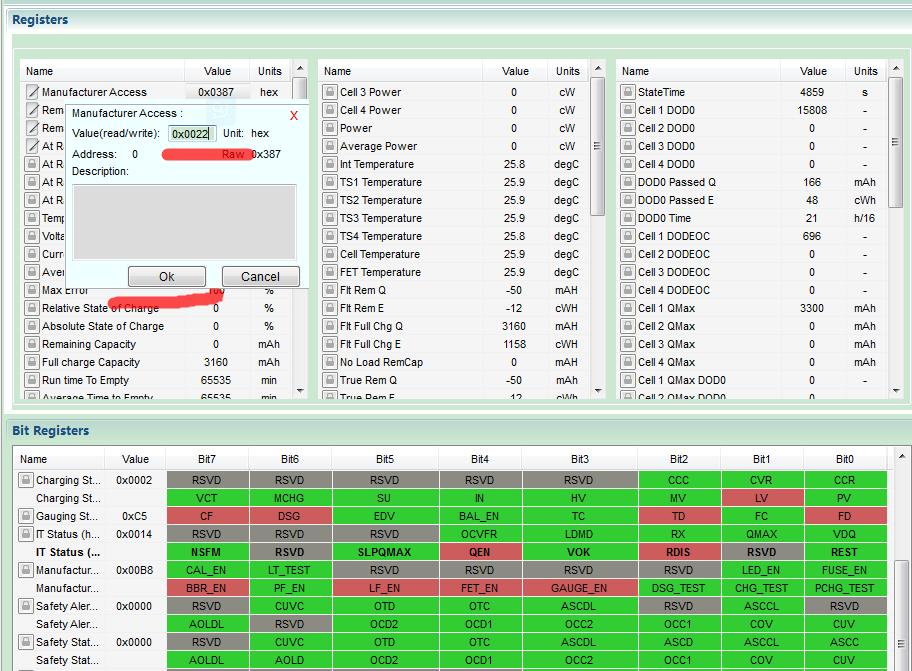 Registers
Name Value Units
Manufacturer Access 0x0387 hex
Rem
Rem
At R
At R
At R
At R
Temp
Volta
Curr
Aver
Max Error 100 %
Relative State of Charge 0 %
Absolute State of Charge 0 %
Remaining Capacity 0 mAh
Full charge Capacity 3160 mAh
Run time To Empty 65535 min
Average Time to Empty 65535 min
Manufacturer Access : X
Value(read/write): 0x0022 Unit: hex
Address: 0 Raw 0x387
Description:
Ok Cancel
Name Value Units
Cell 3 Power 0 cW
Cell 4 Power 0 cW
Power 0 cW
Average Power 0 cW
Int Temperature 25.8 degC
TS1 Temperature 25.9 degC
TS2 Temperature 25.9 degC
TS3 Temperature 25.9 degC
TS4 Temperature 25.9 degC
Cell Temperature 25.9 degC
FET Temperature 25.9 degC
Flt Rem Q -50 mAH
Flt Rem E -12 cWH
Flt Full Chg Q 3160 mAH
Flt Full Chg E 1158 cWH
No Load RemCap 0 mAH
True Rem Q -50 mAh
True Rem E -12 cWh
Name Value Units
StateTime 4859 s
Cell 1 DOD0 15808 -
Cell 2 DOD0 0 -
Cell 3 DOD0 0 -
Cell 4 DOD0 0 -
DOD0 Passed Q 166 mAh
DOD0 Passed E 48 cWh
DOD0 Time 21 h/16
Cell 1 DODEOC 696 -
Cell 2 DODEOC 0 -
Cell 3 DODEOC 0 -
Cell 4 DODEOC 0 -
Cell 1 QMax 3300 mAh
Cell 2 QMax 0 mAh
Cell 3 QMax 0 mAh
Cell 4 QMax 0 mAh
Cell 1 QMax DOD0 0 -
Cell 2 QMax DOD0 0 -
Bit Registers
Name Value Bit7 Bit6 Bit5 Bit4 Bit3 Bit2 Bit1 Bit0
Charging St... 0x0002 RSVD RSVD RSVD RSVD RSVD CCC CVR CCR
Charging St... VCT MCHG SU IN HV MV LV PV
Gauging St... 0xC5 CF DSG EDV BAL_EN TC TD FC FD
IT Status (h... 0x0014 RSVD RSVD RSVD OCVFR LDMD RX QMAX VDQ
IT Status (... NSFM RSVD SLPQMAX QEN VOK RDIS RSVD REST
Manufactur... 0x00B8 CAL_EN LT_TEST RSVD RSVD RSVD RSVD LED_EN FUSE_EN
Manufactur... BBR_EN PF_EN LF_EN FET_EN GAUGE_EN DSG_TEST CHG_TEST PCHG_TEST
Safety Aler... 0x0000 RSVD CUVC OTD OTC ASCDL RSVD ASCCL RSVD
Safety Aler... AOLDL RSVD OCD2 OCD1 OCC2 OCC1 COV CUV
Safety Stat... 0x0000 RSVD CUVC OTD OTC ASCDL ASCD ASCCL ASCC
Safety Stat... AOLDL AOLD OCD2 OCD1 OCC2 OCC1 COV CUV